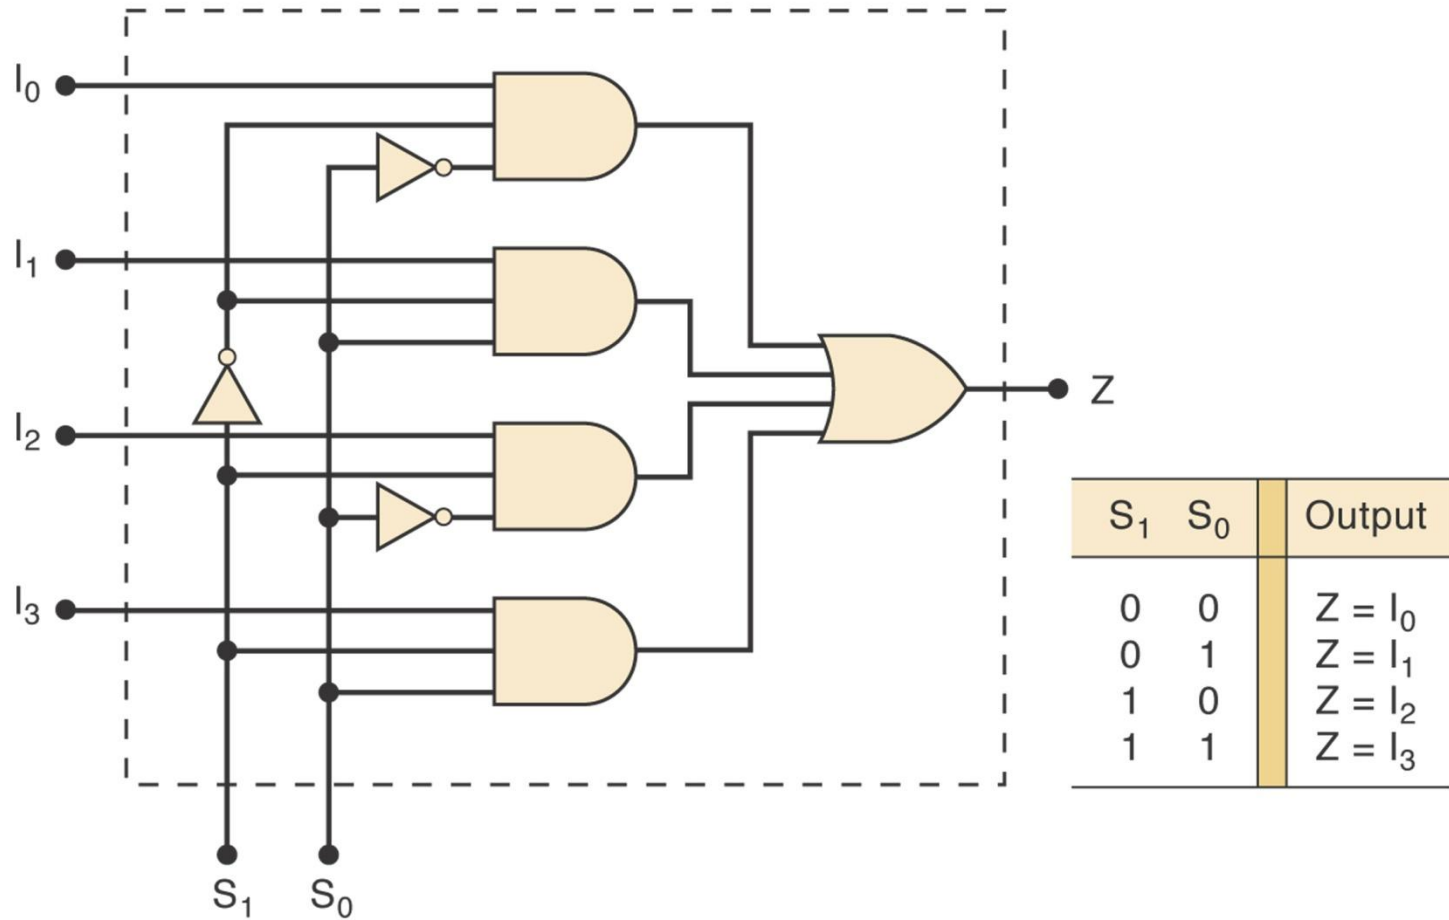 I₀
I₁
I₂
I₃
Z
S₁ S₀
S₁ S₀ Output
0 0 Z = I₀
0 1 Z = I₁
1 0 Z = I₂
1 1 Z = I₃